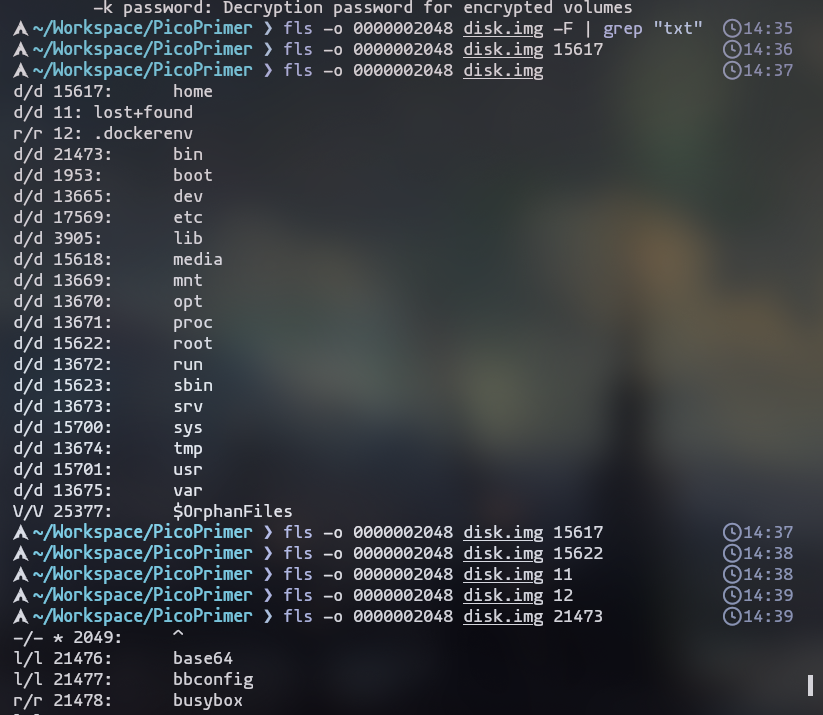 -k password: Decryption password for encrypted volumes
~/Workspace/PicoPrimer ❯ fls -o 0000002048 disk.img -F | grep "txt" 14:35
~/Workspace/PicoPrimer ❯ fls -o 0000002048 disk.img 15617 14:36
~/Workspace/PicoPrimer ❯ fls -o 0000002048 disk.img 14:37
d/d 15617: home
d/d 11: lost+found
r/r 12: .dockerenv
d/d 21473: bin
d/d 1953: boot
d/d 13665: dev
d/d 17569: etc
d/d 3905: lib
d/d 15618: media
d/d 13669: mnt
d/d 13670: opt
d/d 13671: proc
d/d 15622: root
d/d 13672: run
d/d 15623: sbin
d/d 13673: srv
d/d 15700: sys
d/d 13674: tmp
d/d 15701: usr
d/d 13675: var
V/V 25377: $OrphanFiles
~/Workspace/PicoPrimer ❯ fls -o 0000002048 disk.img 15617 14:37
~/Workspace/PicoPrimer ❯ fls -o 0000002048 disk.img 15622 14:38
~/Workspace/PicoPrimer ❯ fls -o 0000002048 disk.img 11 14:38
~/Workspace/PicoPrimer ❯ fls -o 0000002048 disk.img 12 14:39
~/Workspace/PicoPrimer ❯ fls -o 0000002048 disk.img 21473 14:39
-/- * 2049: ^
l/l 21476: base64
l/l 21477: bbconfig
r/r 21478: busybox